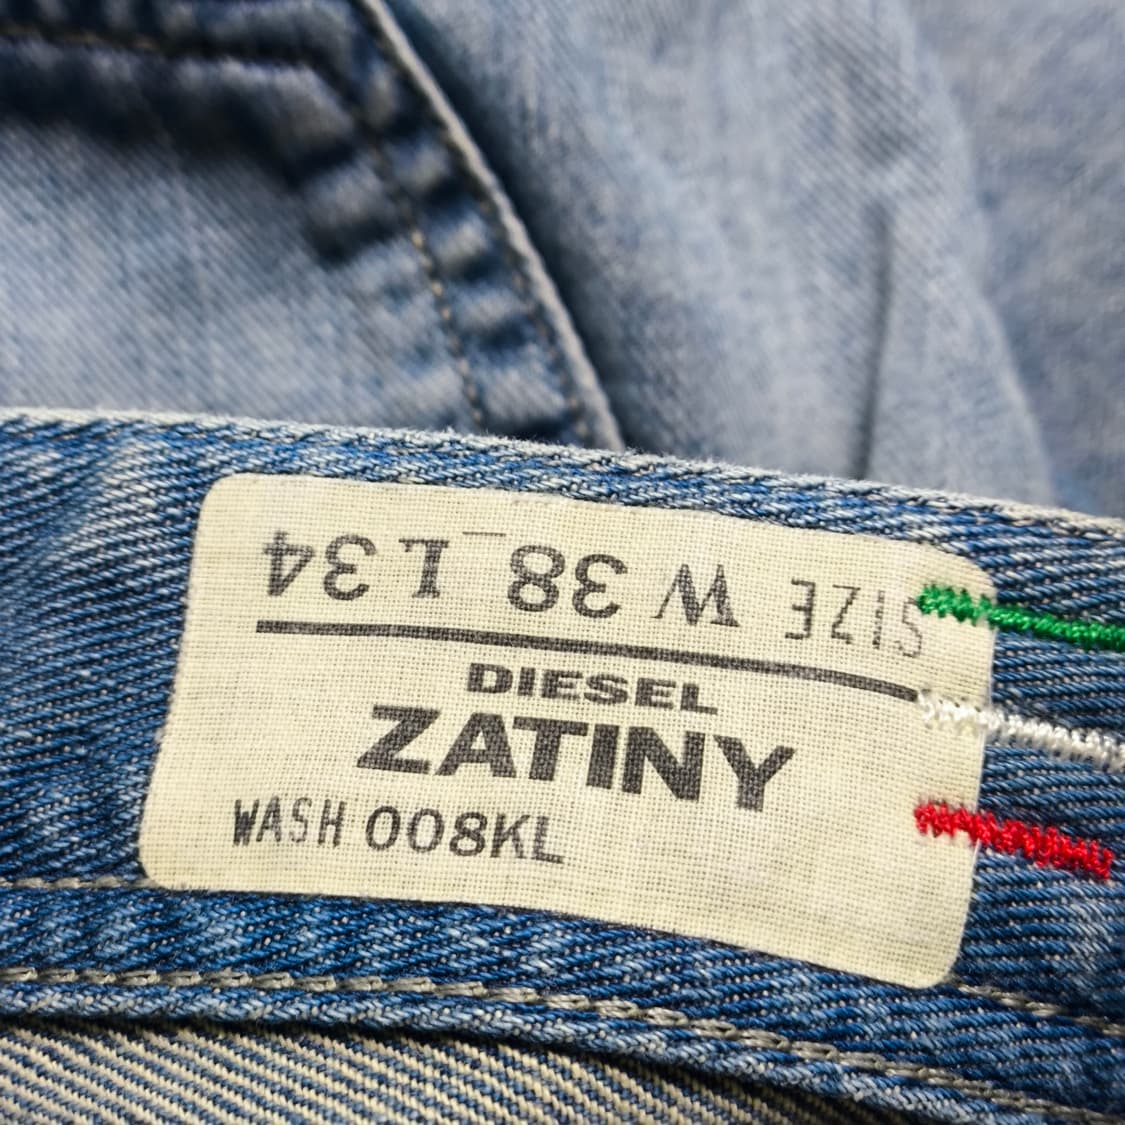 SIZE W 38 L 34
DIESEL
ZATINY
WASH 008KL